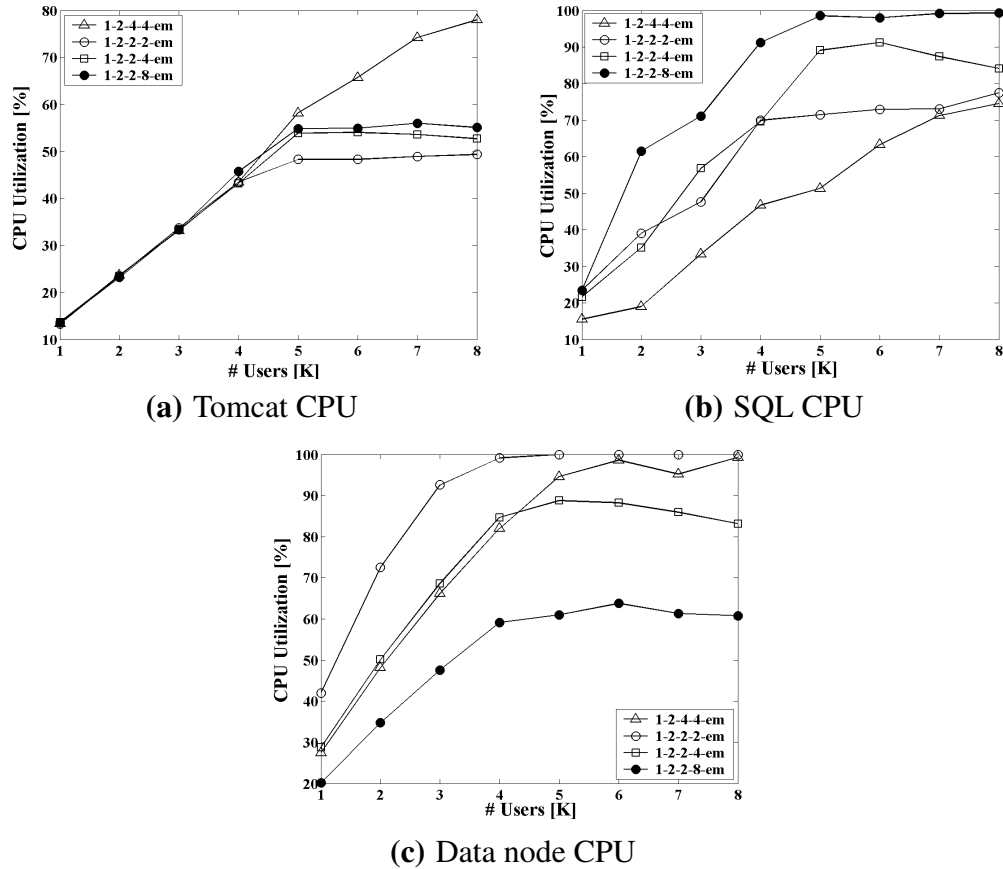 80
70
60
50
40
30
20
10
CPU Utilization [%]
1-2-4-4-em
1-2-2-2-em
1-2-2-4-em
1-2-2-8-em
1 2 3 4 5 6 7 8
# Users [K]
(a) Tomcat CPU
100
90
80
70
60
50
40
30
20
10
CPU Utilization [%]
1-2-4-4-em
1-2-2-2-em
1-2-2-4-em
1-2-2-8-em
1 2 3 4 5 6 7 8
# Users [K]
(b) SQL CPU
100
90
80
70
60
50
40
30
20
CPU Utilization [%]
1-2-4-4-em
1-2-2-2-em
1-2-2-4-em
1-2-2-8-em
1 2 3 4 5 6 7 8
# Users [K]
(c) Data node CPU